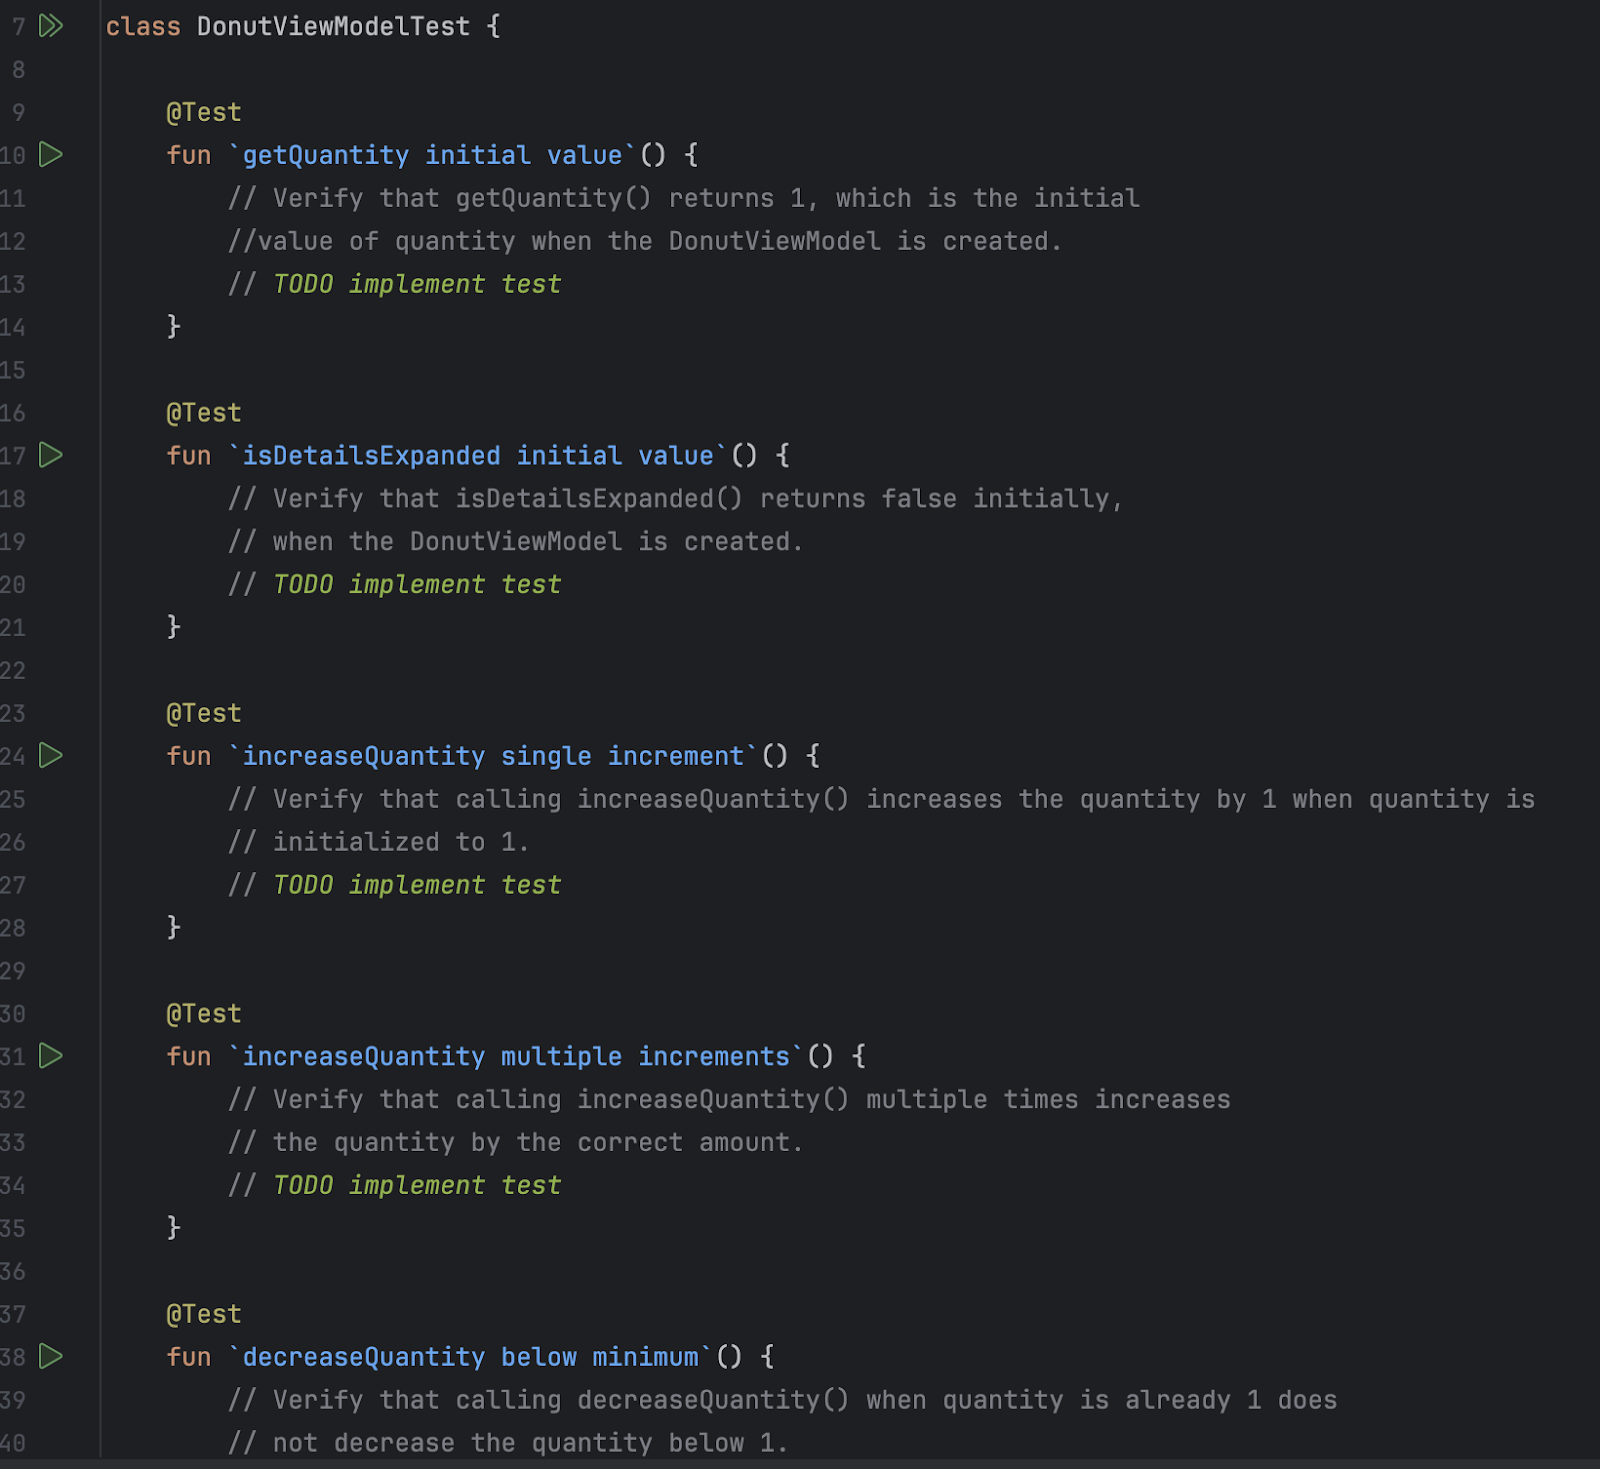 7 class DonutViewModelTest {
8
9 @Test
10 fun `getQuantity initial value`() {
11 // Verify that getQuantity() returns 1, which is the initial
12 //value of quantity when the DonutViewModel is created.
13 // TODO implement test
14 }
15
16 @Test
17 fun `isDetailsExpanded initial value`() {
18 // Verify that isDetailsExpanded() returns false initially,
19 // when the DonutViewModel is created.
20 // TODO implement test
21 }
22
23 @Test
24 fun `increaseQuantity single increment`() {
25 // Verify that calling increaseQuantity() increases the quantity by 1 when quantity is
26 // initialized to 1.
27 // TODO implement test
28 }
29
30 @Test
31 fun `increaseQuantity multiple increments`() {
32 // Verify that calling increaseQuantity() multiple times increases
33 // the quantity by the correct amount.
34 // TODO implement test
35 }
36
37 @Test
38 fun `decreaseQuantity below minimum`() {
39 // Verify that calling decreaseQuantity() when quantity is already 1 does
40 // not decrease the quantity below 1.